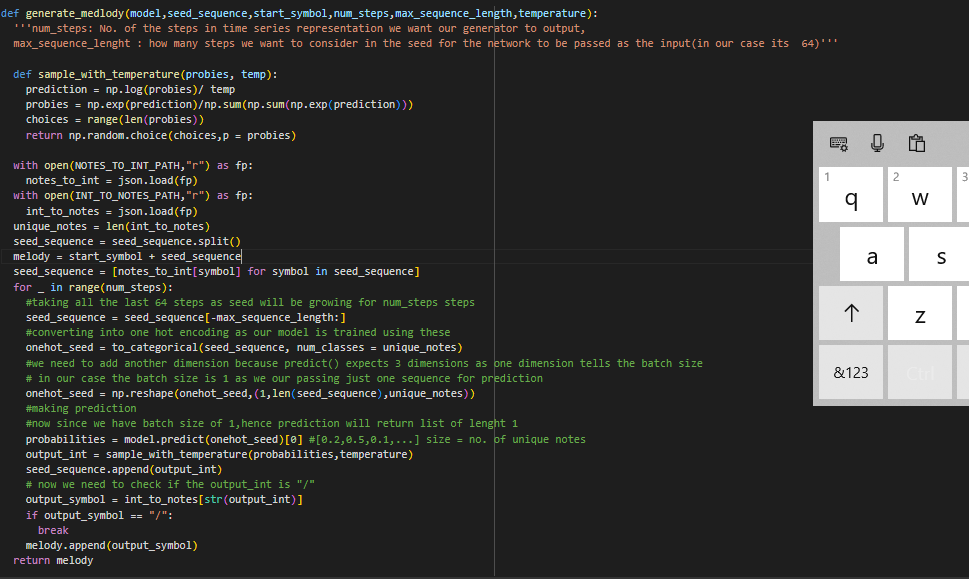 def generate_medlody(model,seed_sequence,start_symbol,num_steps,max_sequence_length,temperature):
'''num_steps: No. of the steps in time series representation we want our generator to output,
max_sequence_lenght : how many steps we want to consider in the seed for the network to be passed as the input(in our case its  64)'''
def sample_with_temperature(probies, temp):
prediction = np.log(probies)/ temp
probies = np.exp(prediction)/np.sum(np.sum(np.exp(prediction)))
choices = range(len(probies))
return np.random.choice(choices,p = probies)
with open(NOTES_TO_INT_PATH,"r") as fp:
notes_to_int = json.load(fp)
with open(INT_TO_NOTES_PATH,"r") as fp:
int_to_notes = json.load(fp)
unique_notes = len(int_to_notes)
seed_sequence = seed_sequence.split()
melody = start_symbol + seed_sequence
seed_sequence = [notes_to_int[symbol] for symbol in seed_sequence]
for _ in range(num_steps):
#taking all the last 64 steps as seed will be growing for num_steps steps
seed_sequence = seed_sequence[-max_sequence_length:]
#converting into one hot encoding as our model is trained using these
onehot_seed = to_categorical(seed_sequence, num_classes = unique_notes)
#we need to add another dimension because predict() expects 3 dimensions as one dimension tells the batch size
# in our case the batch size is 1 as we our passing just one sequence for prediction
onehot_seed = np.reshape(onehot_seed,(1,len(seed_sequence),unique_notes))
#making prediction
#now since we have batch size of 1,hence prediction will return list of lenght 1
probabilities = model.predict(onehot_seed)[0] #[0.2,0.5,0.1,...] size = no. of unique notes
output_int = sample_with_temperature(probabilities,temperature)
seed_sequence.append(output_int)
# now we need to check if the output_int is "/"
output_symbol = int_to_notes[str(output_int)]
if output_symbol == "/":
break
melody.append(output_symbol)
return melody
1 2 3
q w
a s
z
&123 Ctrl